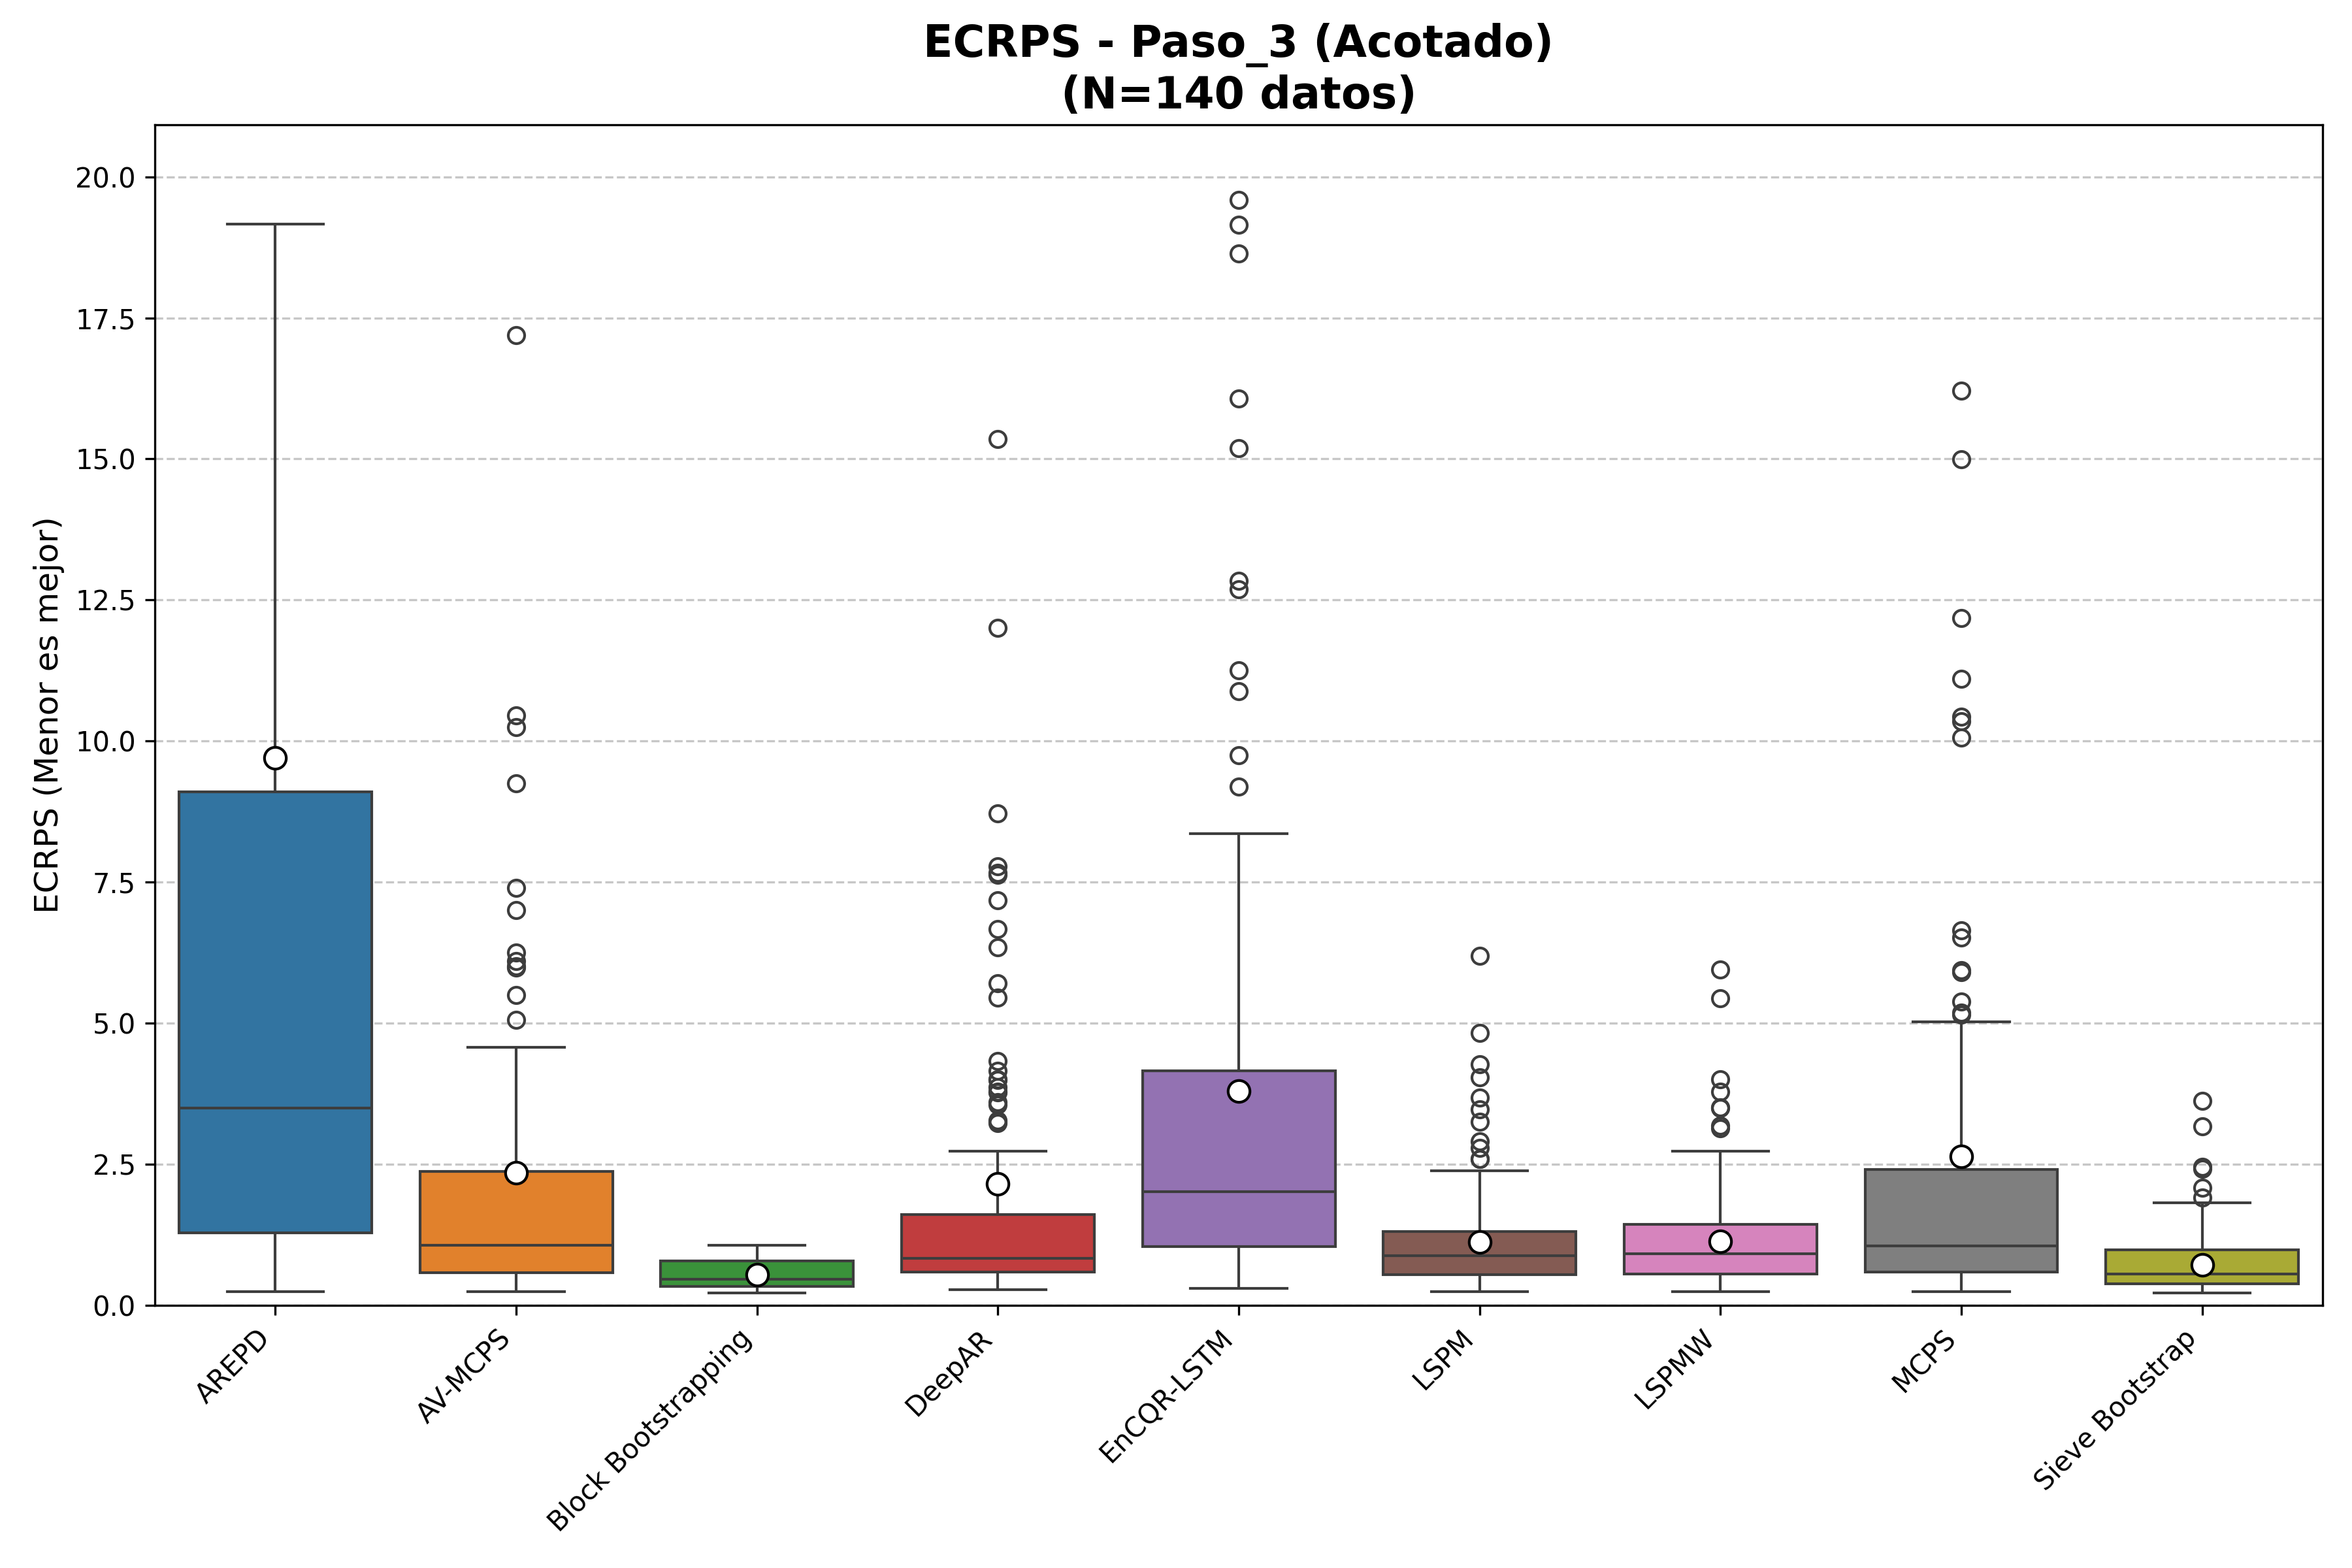 ECRPS - Paso_3 (Acotado)
(N=140 datos)
ECRPS (Menor es mejor)
20.0
17.5
15.0
12.5
10.0
7.5
5.0
2.5
0.0
AREPD
AV-MCPS
Block Bootstrapping
DeepAR
EnCQR-LSTM
LSPM
LSPMW
MCPS
Sieve Bootstrap